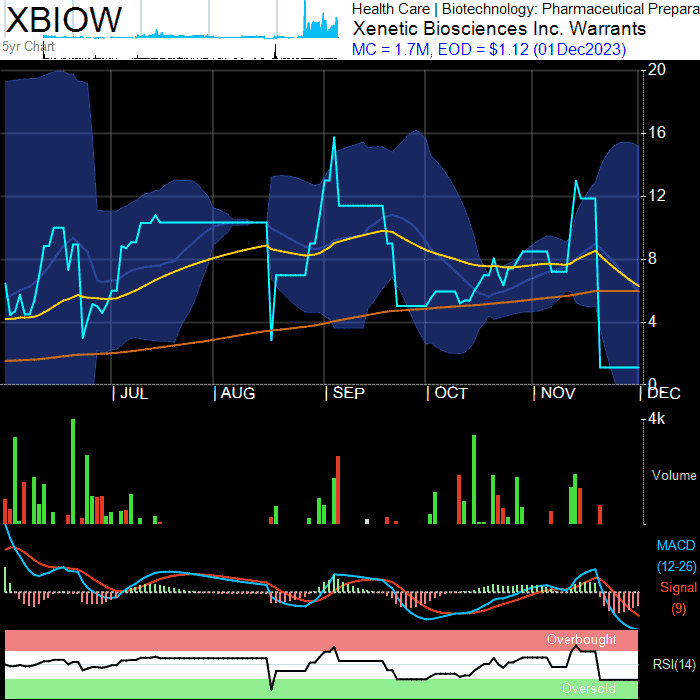 XBIOW
5yr Chart
Health Care | Biotechnology: Pharmaceutical Prepara
Xenetic Biosciences Inc. Warrants
MC = 1.7M, EOD = $1.12 (01Dec2023)
20
16
12
8
4
0
| JUL
| AUG
| SEP
| OCT
| NOV
| DEC
4k
Volume
MACD
(12-26)
Signal
(9)
Overbought
RSI(14)
Oversold